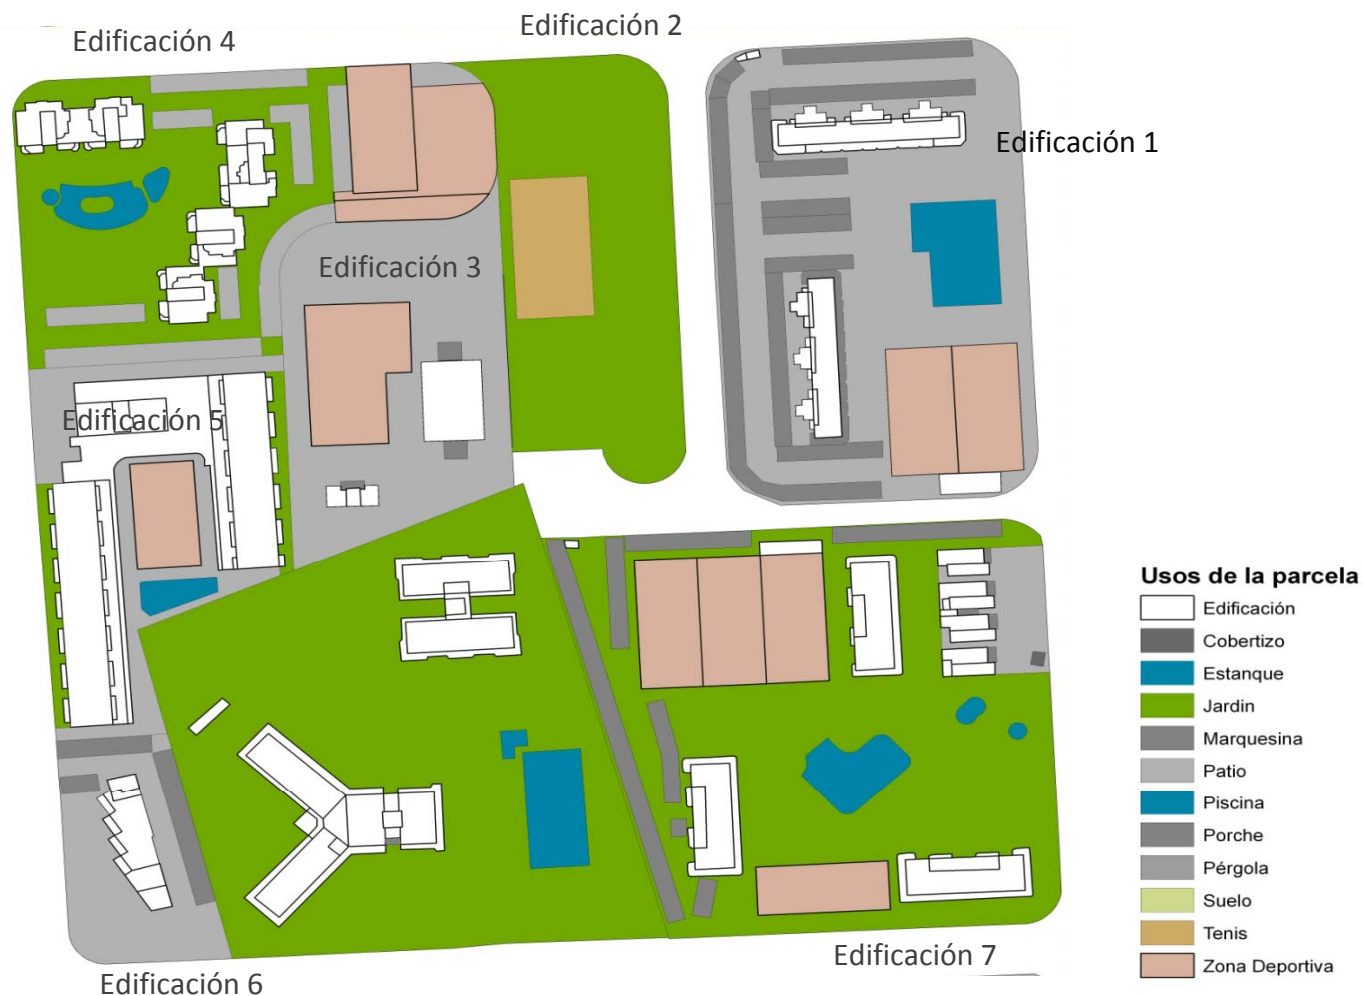 Edificación 2
Edificación 4
Edificación 1
Edificación 3
Edificación 5
Edificación 7
Edificación 6
Usos de la parcela
Edificación
Cobertizo
Estanque
Jardin
Marquesina
Patio
Piscina
Porche
Pérgola
Suelo
Tenis
Zona Deportiva